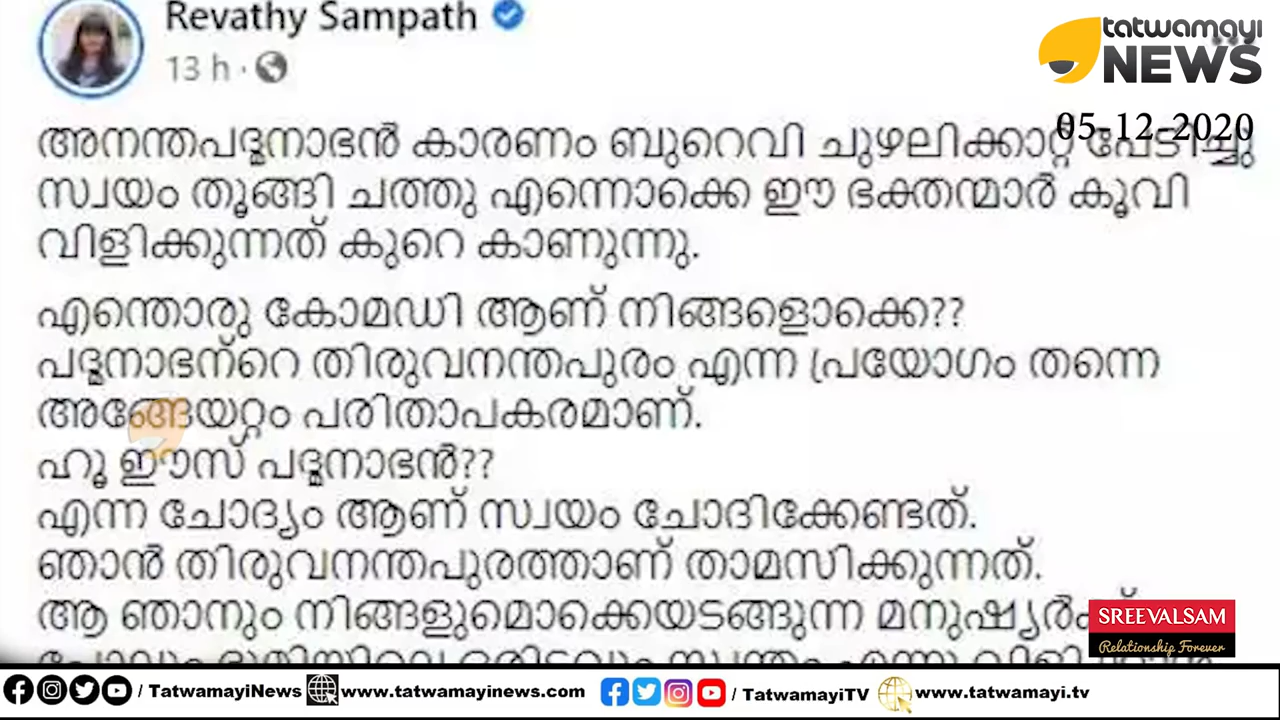 Revathy Sampath
13 h ·
tatwamayi
NEWS
05-12-2020
അനന്തപദ്മനാഭൻ കാരണം ബുറെവി ചുഴലിക്കാറ്റ് പേടിച്ചു
സ്വയം തൂങ്ങി ചത്തു എന്നൊക്കെ ഈ ഭക്തന്മാർ കൂവി
വിളിക്കുന്നത് കുറെ കാണുന്നു.
എന്തൊരു കോമഡി ആണ് നിങ്ങളൊക്കെ??
പദ്മനാഭന്റെ തിരുവനന്തപുരം എന്ന പ്രയോഗം തന്നെ
അങ്ങേയറ്റം പരിതാപകരമാണ്.
ഹൂ ഈസ് പദ്മനാഭൻ??
എന്ന ചോദ്യം ആണ് സ്വയം ചോദിക്കേണ്ടത്.
ഞാൻ തിരുവനന്തപുരത്താണ് താമസിക്കുന്നത്.
ആ ഞാനും നിങ്ങളുമൊക്കെയടങ്ങുന്ന മനുഷ്യർക്ക്
SREEVALSAM
Relationship Forever
/ TatwamayiNews www.tatwamayinews.com / TatwamayiTV www.tatwamayi.tv